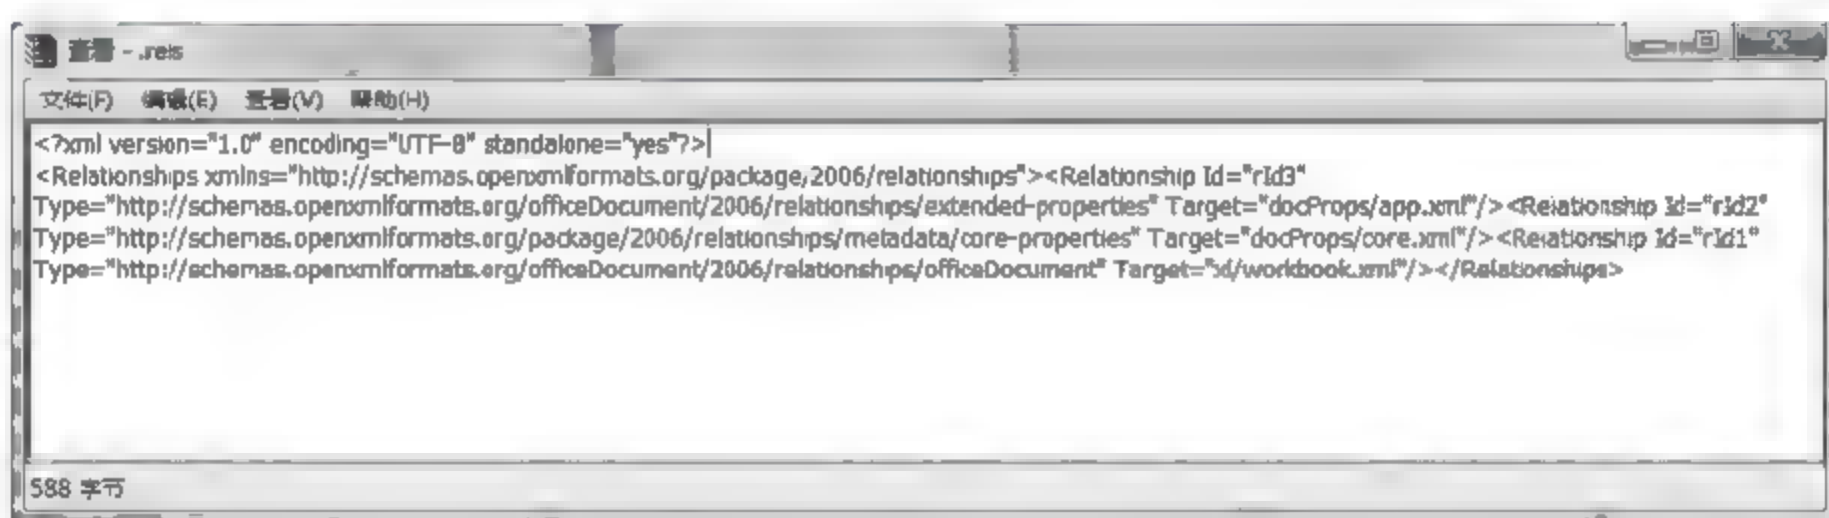 查看 - .rels
文件(F) 编辑(E) 查看(V) 帮助(H)
<?xml version="1.0" encoding="UTF-8" standalone="yes"?>
<Relationships xmlns="http://schemas.openxmlformats.org/package/2006/relationships"><Relationship Id="rId3"
Type="http://schemas.openxmlformats.org/officeDocument/2006/relationships/extended-properties" Target="docProps/app.xml"/><Relationship Id="rId2"
Type="http://schemas.openxmlformats.org/package/2006/relationships/metadata/core-properties" Target="docProps/core.xml"/><Relationship Id="rId1"
Type="http://schemas.openxmlformats.org/officeDocument/2006/relationships/officeDocument" Target="xl/workbook.xml"/></Relationships>
588 字节